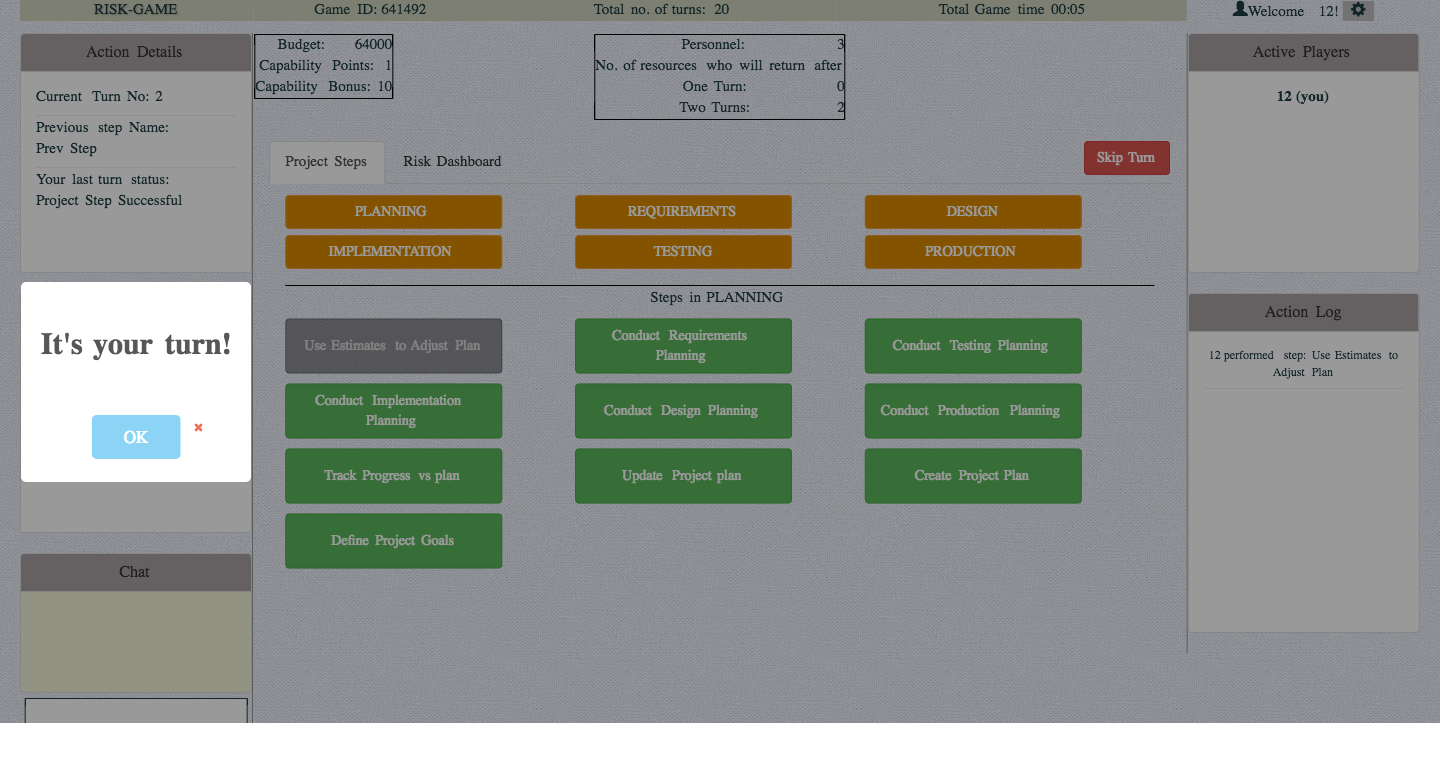 RISK-GAME
Game ID: 641492
Total no. of turns: 20
Total Game time 00:05
Welcome 12!
Action Details
Current Turn No: 2
Previous step Name:
Prev Step
Your last turn status:
Project Step Successful
It's your turn!
OK
×
Chat
Budget: 64000
Capability Points: 1
Capability Bonus: 10
Personnel: 3
No. of resources who will return after
One Turn: 0
Two Turns: 2
Project Steps
Risk Dashboard
Skip Turn
PLANNING
REQUIREMENTS
DESIGN
IMPLEMENTATION
TESTING
PRODUCTION
Steps in PLANNING
Use Estimates to Adjust Plan
Conduct Requirements
Planning
Conduct Testing Planning
Conduct Implementation
Planning
Conduct Design Planning
Conduct Production Planning
Track Progress vs plan
Update Project plan
Create Project Plan
Define Project Goals
Active Players
12 (you)
Action Log
12 performed step: Use Estimates to
Adjust Plan